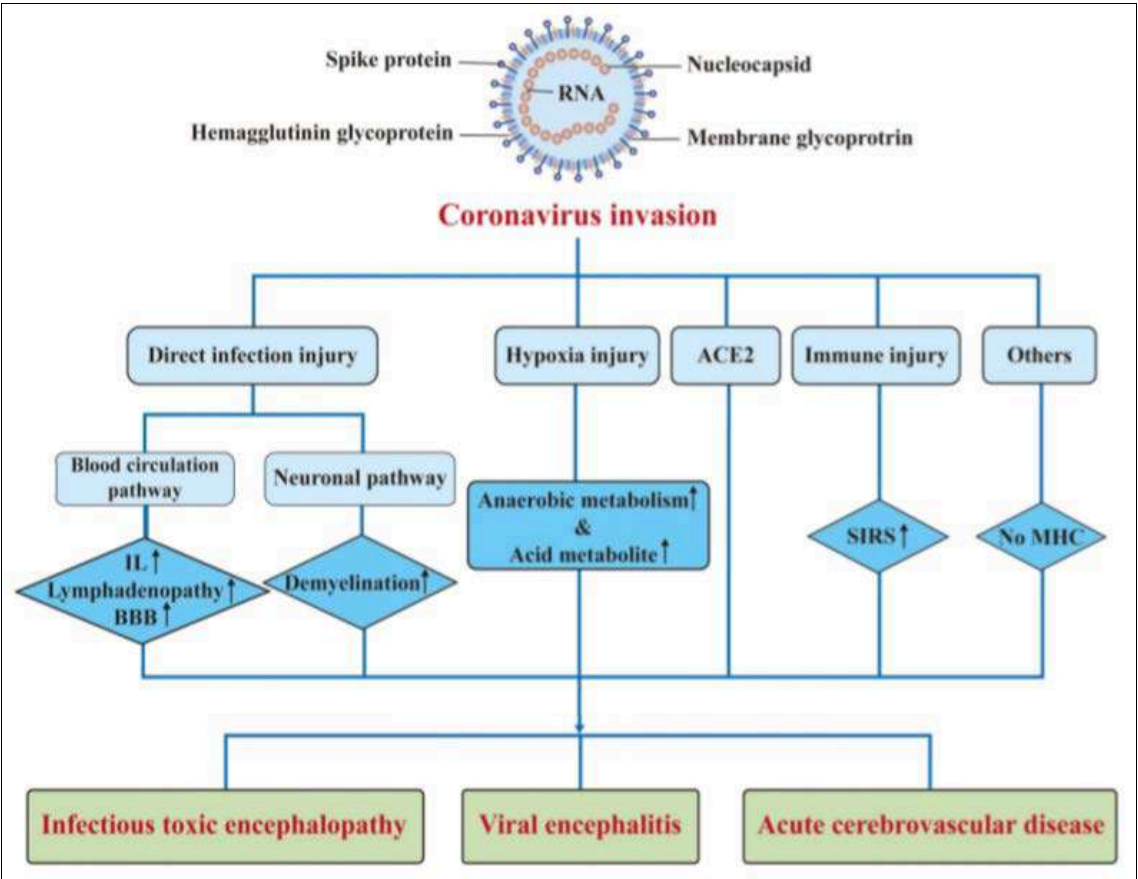 Spike protein
Nucleocapsid
RNA
Hemagglutinin glycoprotein
Membrane glycoprotrin
Coronavirus invasion
Direct infection injury
Hypoxia injury
ACE2
Immune injury
Others
Blood circulation
pathway
Neuronal pathway
Anaerobic metabolism↑
&
Acid metabolite↑
SIRS↑
No MHC
IL↑
Lymphadenopathy↑
BBB↑
Demyelination↑
Infectious toxic encephalopathy
Viral encephalitis
Acute cerebrovascular disease